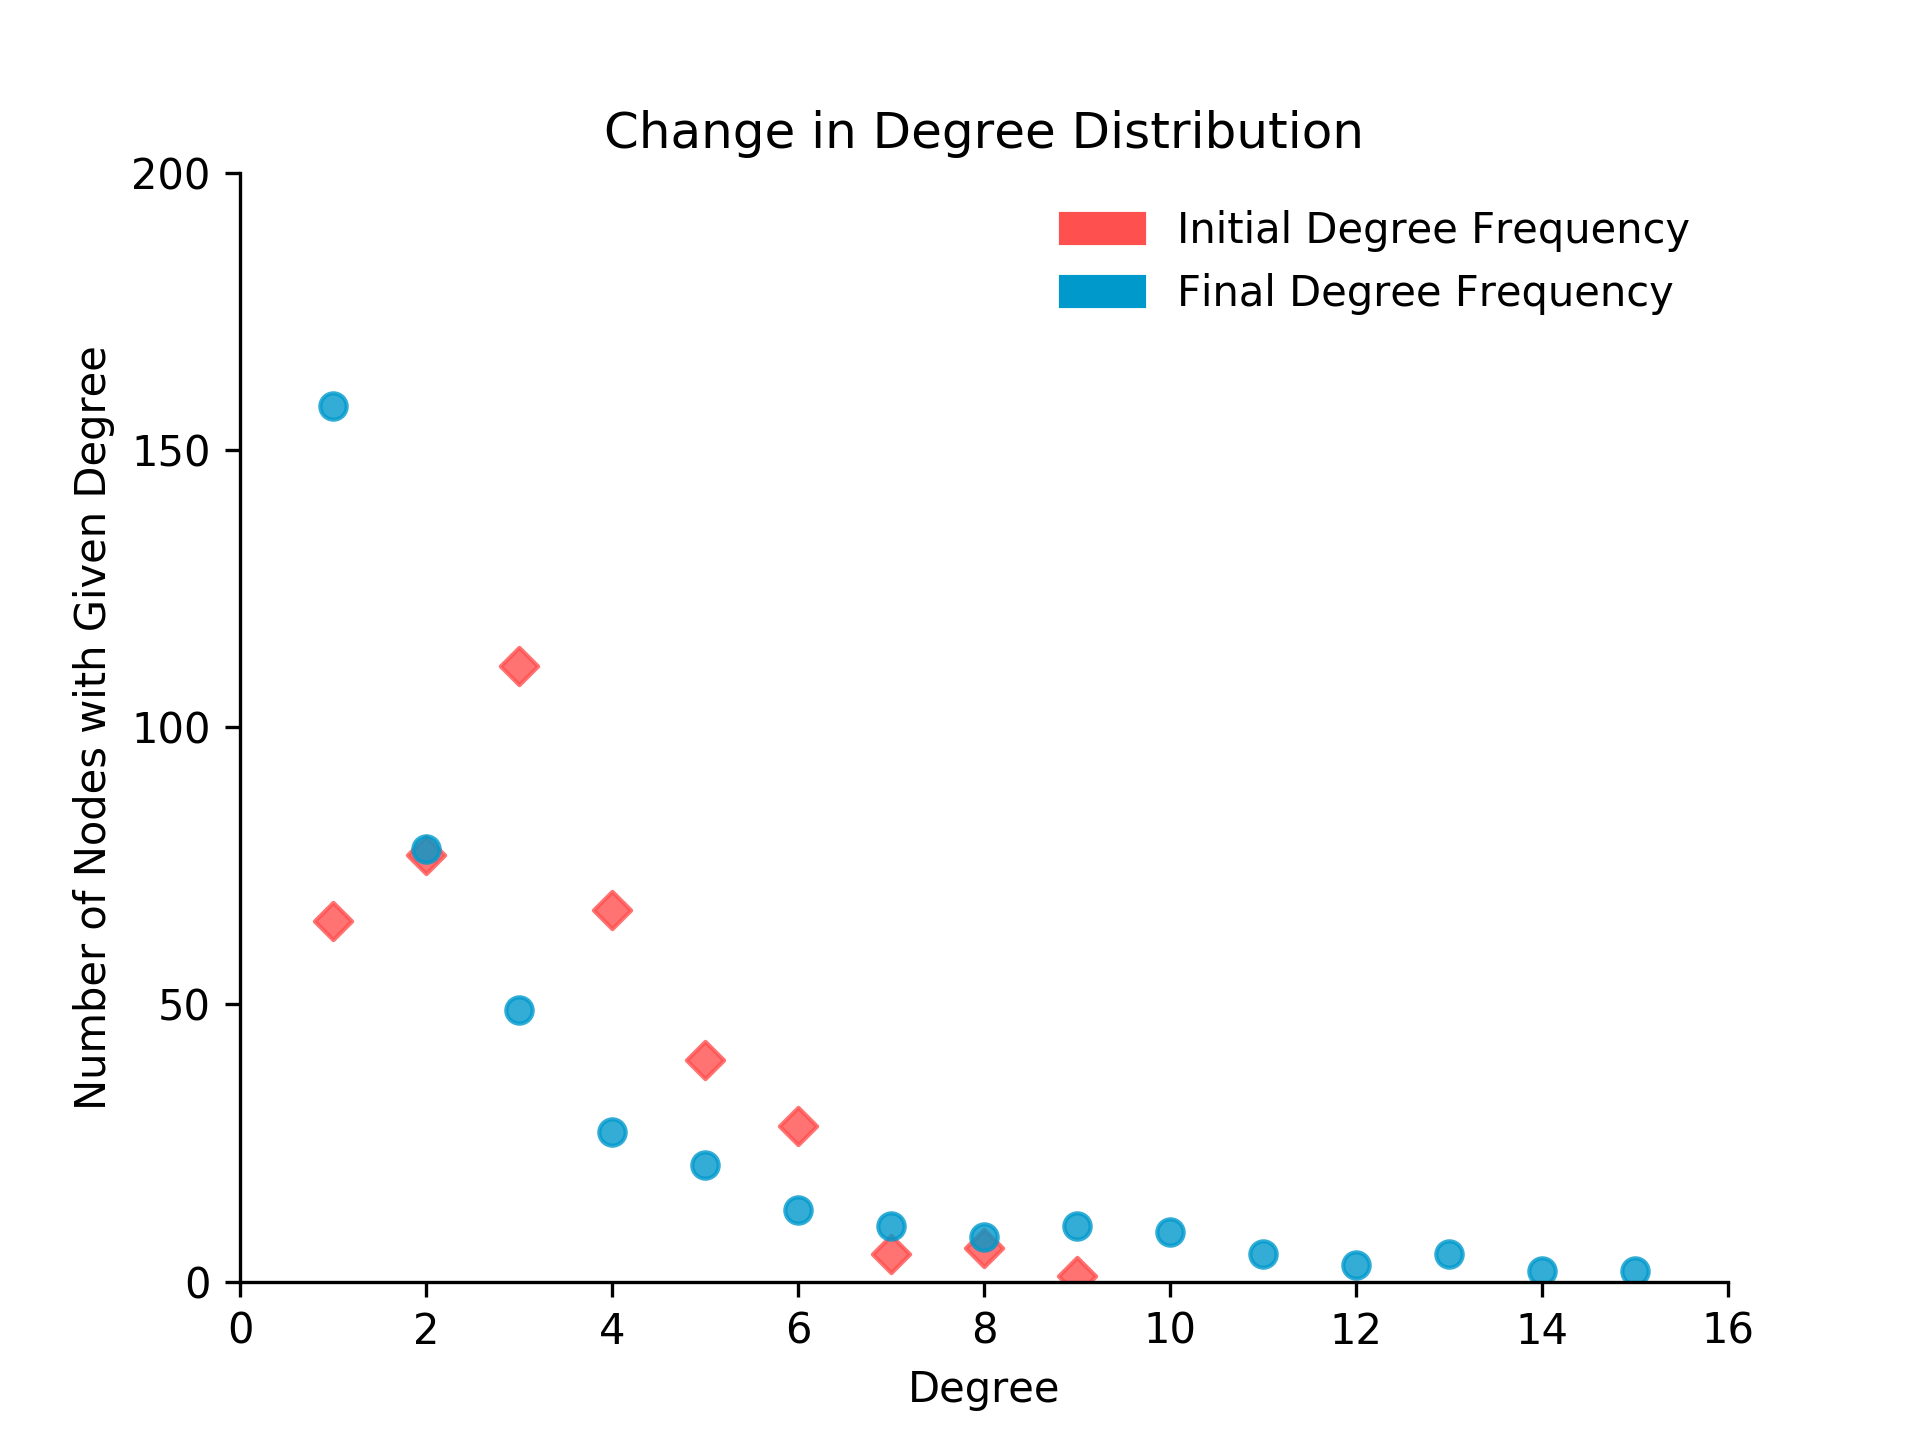 Change in Degree Distribution
Initial Degree Frequency
Final Degree Frequency
Number of Nodes with Given Degree
200
150
100
50
0
0 2 4 6 8 10 12 14 16
Degree